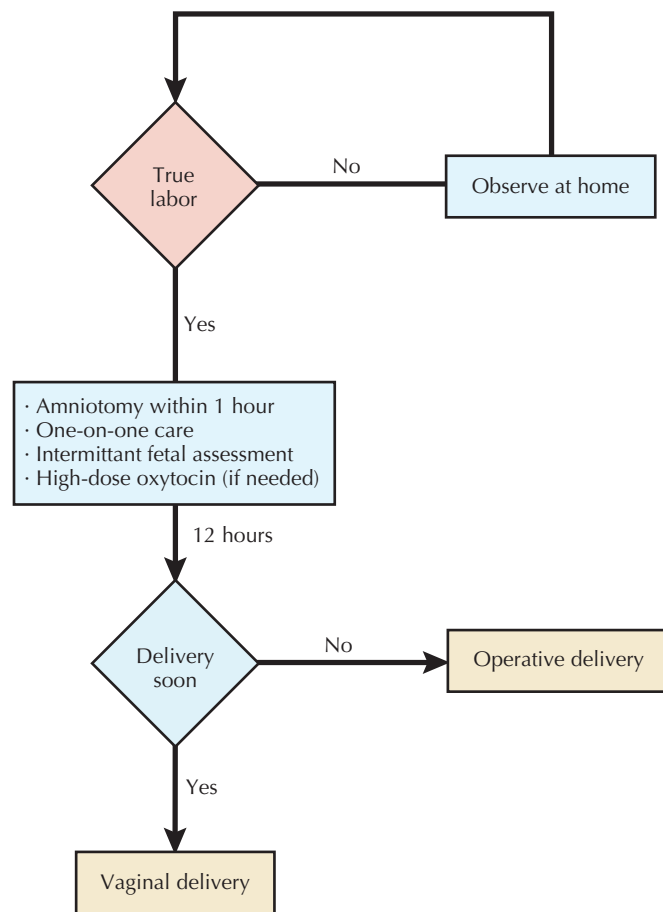 True
labor
No
Observe at home
Yes
· Amniotomy within 1 hour
· One-on-one care
· Intermittant fetal assessment
· High-dose oxytocin (if needed)
12 hours
Delivery
soon
No
Operative delivery
Yes
Vaginal delivery